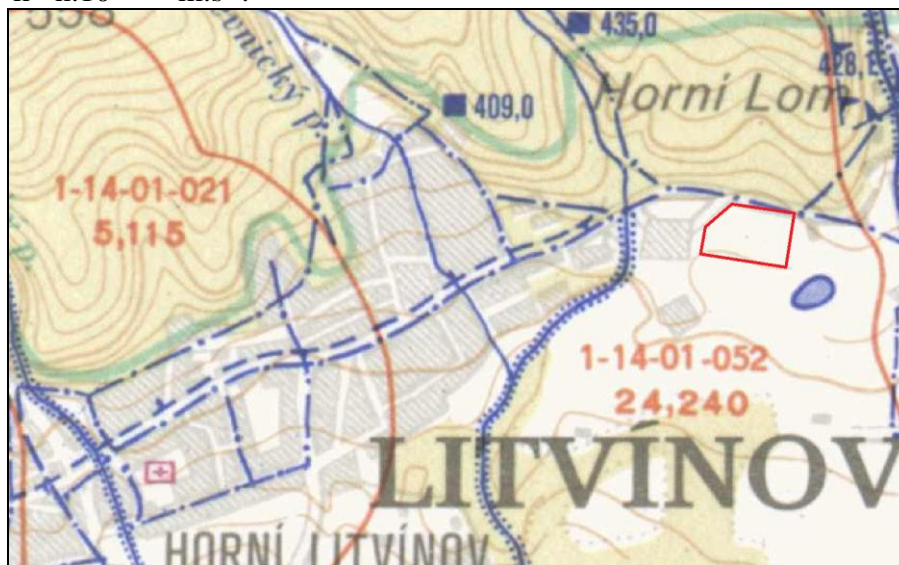 435,0
409,0
428,1
Horní Lom
1-14-01-021
5,115
p.
1-14-01-052
24,240
LITVÍNOV
HORNÍ LITVÍNOV